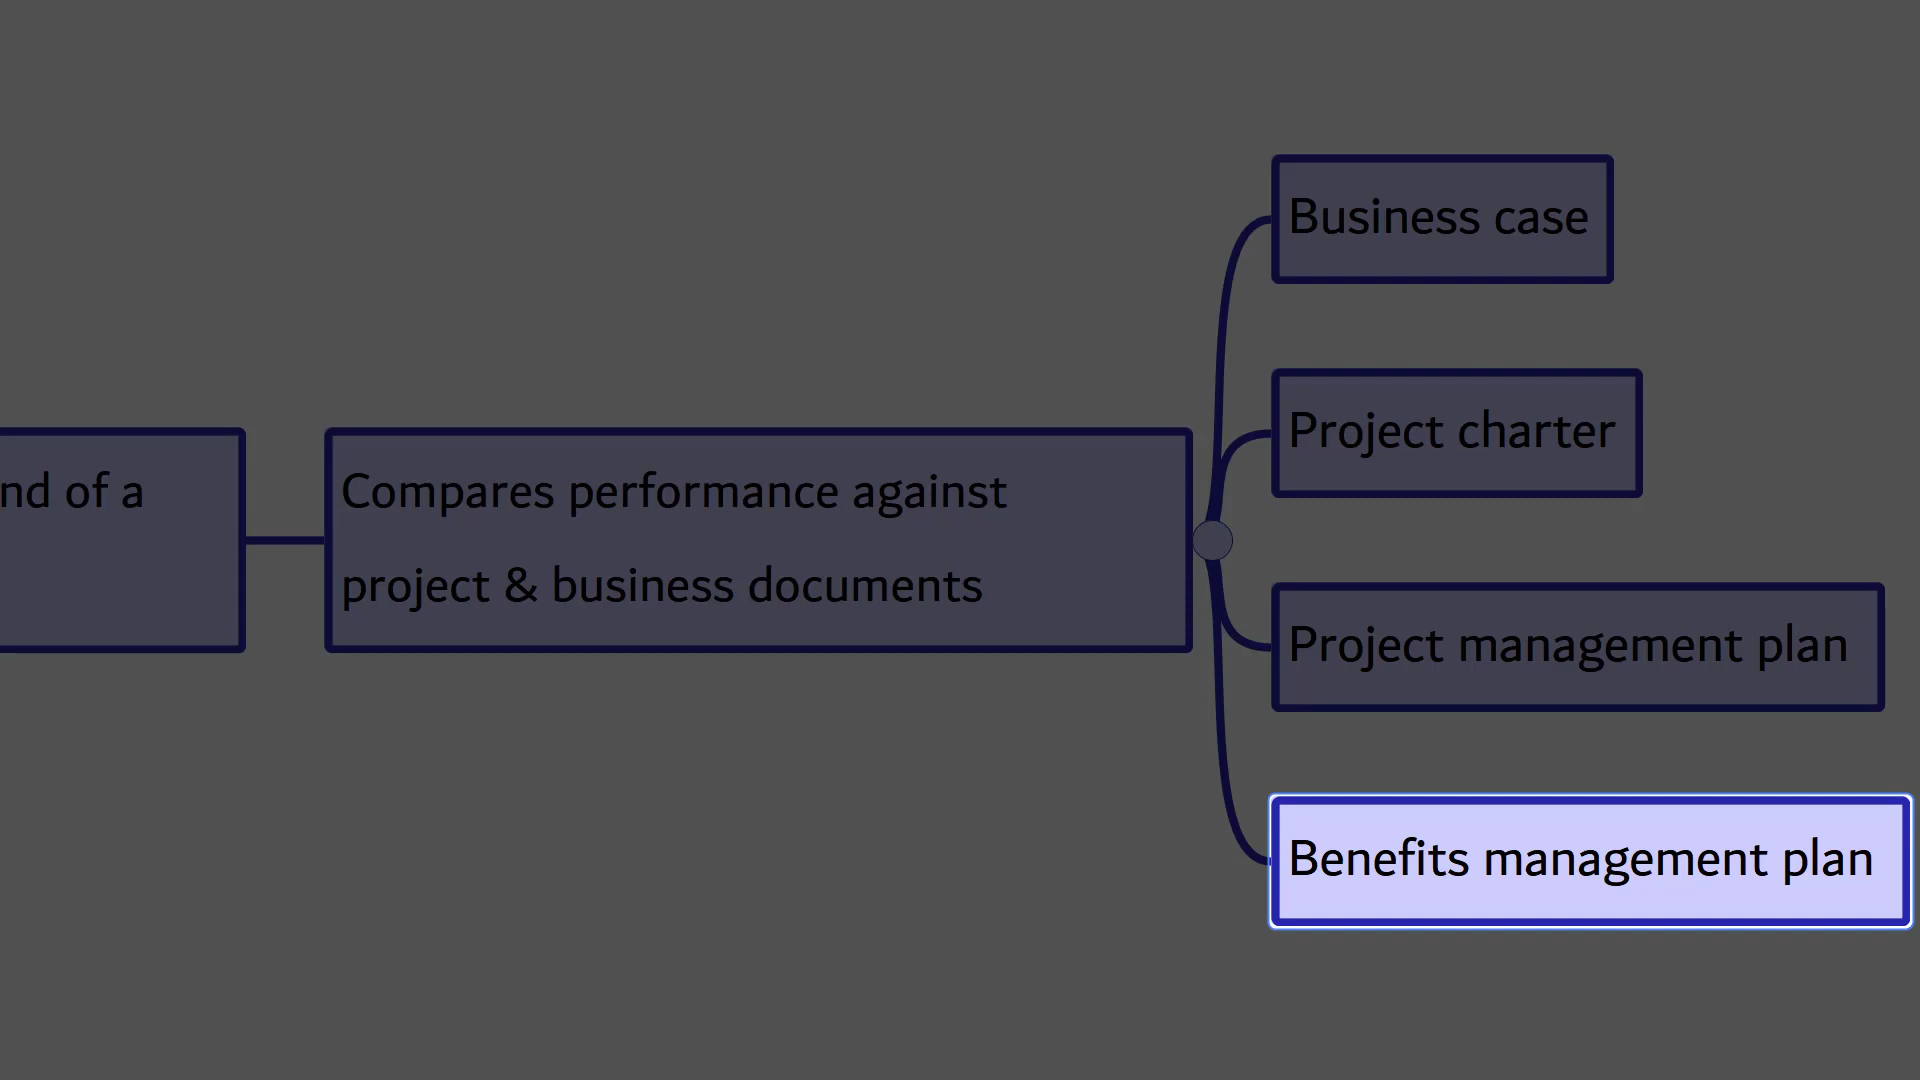 nd of a
Compares performance against
project & business documents
Business case
Project charter
Project management plan
Benefits management plan